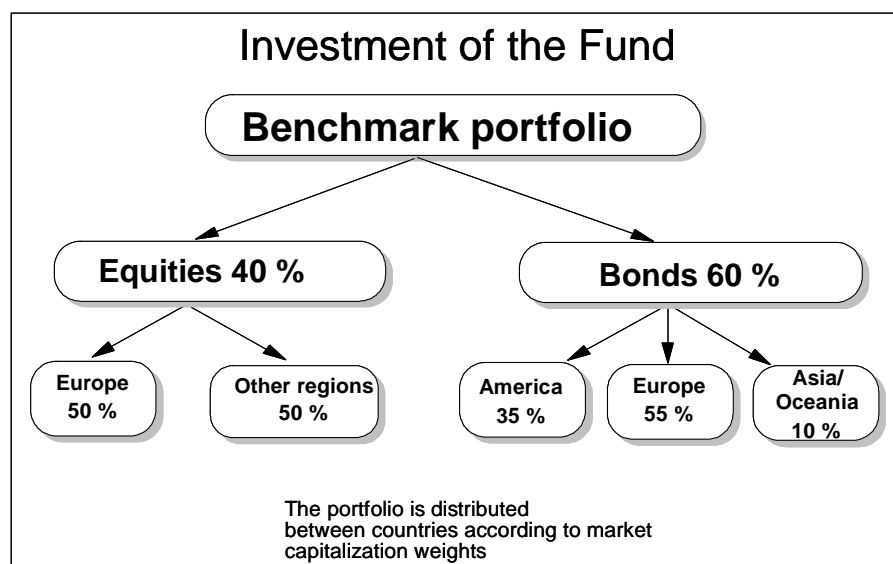 Investment of the Fund
Benchmark portfolio
Equities 40 %
Bonds 60 %
Europe
50 %
Other regions
50 %
America
35 %
Europe
55 %
Asia/
Oceania
10 %
The portfolio is distributed
between countries according to market
capitalization weights